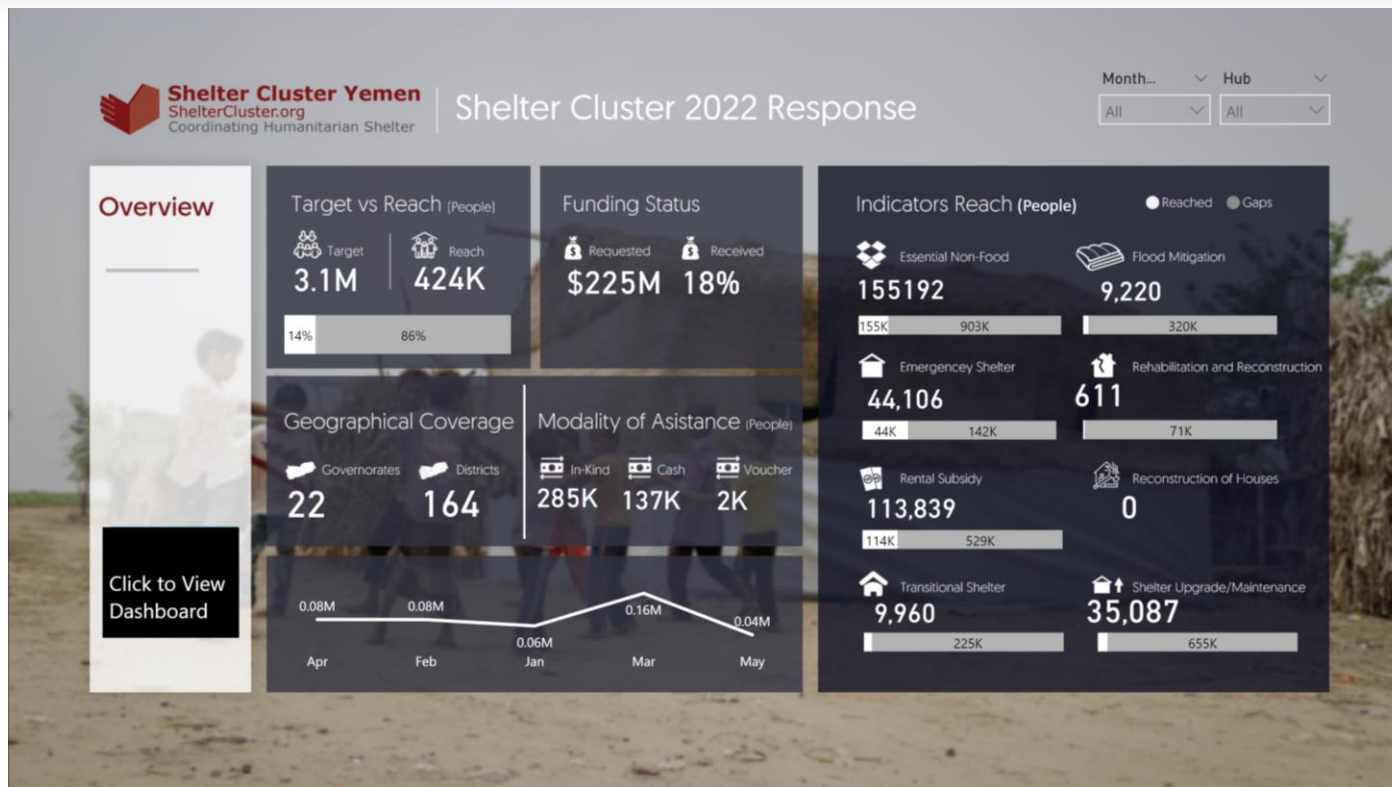 Shelter Cluster Yemen
ShelterCluster.org
Coordinating Humanitarian Shelter
Shelter Cluster 2022 Response
Month... Hub
All All
Overview
Click to View
Dashboard
Target vs Reach (People)
Target Reach
3.1M 424K
14% 86%
Funding Status
Requested Received
$225M 18%
Geographical Coverage
Governorates Districts
22 164
Modality of Asistance (People)
In-Kind Cash Voucher
285K 137K 2K
0.08M 0.08M 0.06M 0.16M 0.04M
Apr Feb Jan Mar May
Indicators Reach (People) Reached Gaps
Essential Non-Food
155192
155K 903K
Flood Mitigation
9,220
320K
Emergencey Shelter
44,106
44K 142K
Rehabilitation and Reconstruction
611
71K
Rental Subsidy
113,839
114K 529K
Reconstruction of Houses
0
Transitional Shelter
9,960
225K
Shelter Upgrade/Maintenance
35,087
655K